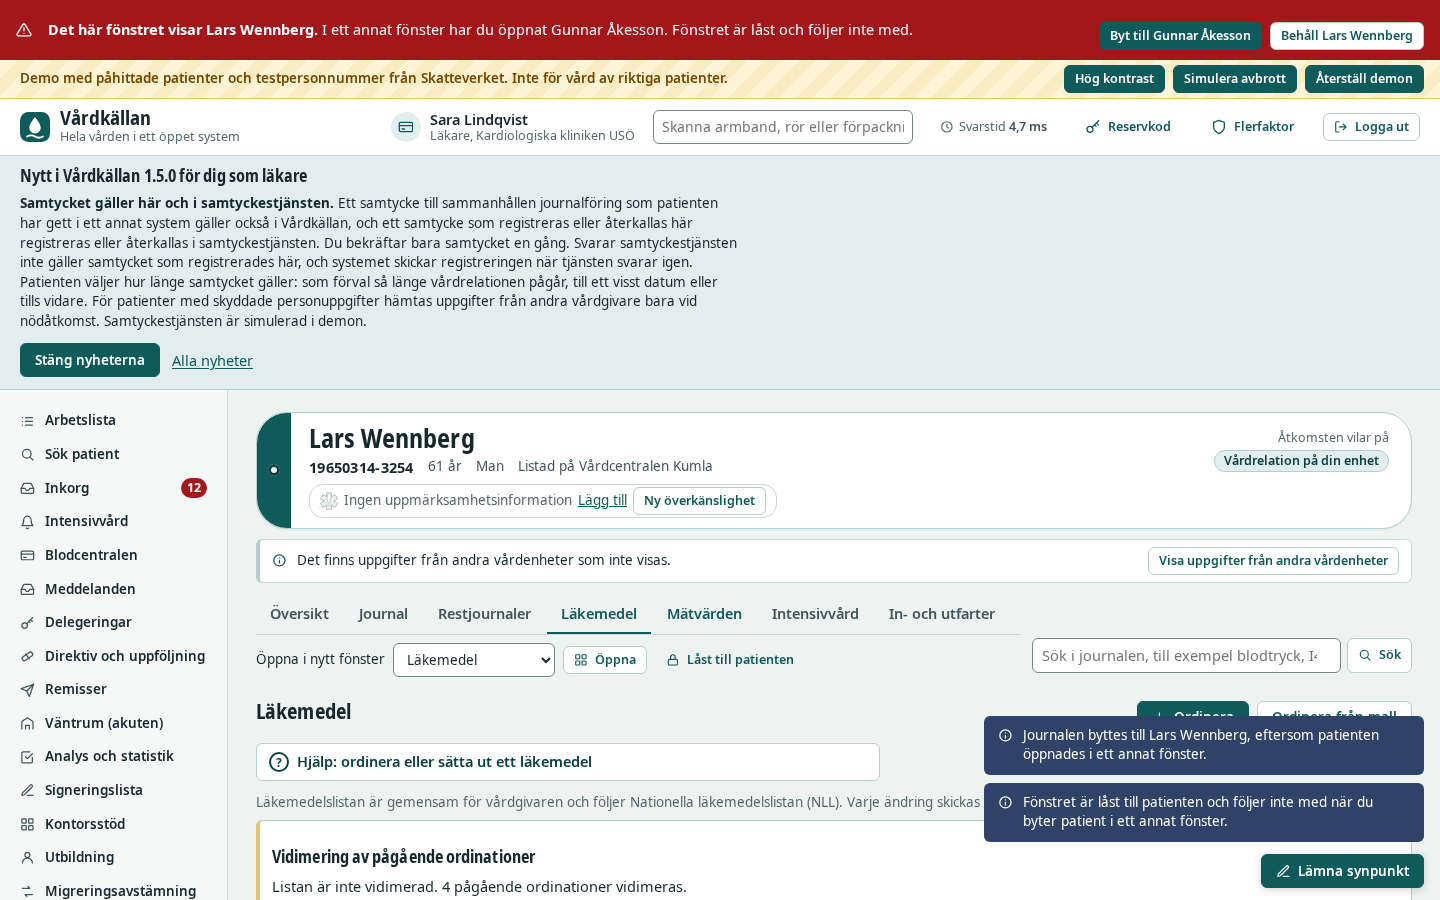 Det här fönstret visar Lars Wennberg. I ett annat fönster har du öppnat Gunnar Åkesson. Fönstret är låst och följer inte med.
Byt till Gunnar Åkesson
Behåll Lars Wennberg
Demo med påhittade patienter och testpersonnummer från Skatteverket. Inte för vård av riktiga patienter.
Hög kontrast
Simulera avbrott
Återställ demon
Vårdkällan
Hela vården i ett öppet system
Sara Lindqvist
Läkare, Kardiologiska kliniken USÖ
Skanna armband, rör eller förpackni
Svarstid 4,7 ms
Reservkod
Flerfaktor
Logga ut
Nytt i Vårdkällan 1.5.0 för dig som läkare
Samtycket gäller här och i samtyckestjänsten. Ett samtycke till sammanhållen journalföring som patienten
har gett i ett annat system gäller också i Vårdkällan, och ett samtycke som registreras eller återkallas här
registreras eller återkallas i samtyckestjänsten. Du bekräftar bara samtycket en gång. Svarar samtyckestjänsten
inte gäller samtycket som registrerades här, och systemet skickar registreringen när tjänsten svarar igen.
Patienten väljer hur länge samtycket gäller: som förval så länge vårdrelationen pågår, till ett visst datum eller
tills vidare. För patienter med skyddade personuppgifter hämtas uppgifter från andra vårdgivare bara vid
nödåtkomst. Samtyckestjänsten är simulerad i demon.
Stäng nyheterna
Alla nyheter
Arbetslista
Sök patient
Inkorg
12
Intensivvård
Blodcentralen
Meddelanden
Delegeringar
Direktiv och uppföljning
Remisser
Väntrum (akuten)
Analys och statistik
Signeringslista
Kontorsstöd
Utbildning
Migreringsavstämning
Lars Wennberg
19650314-3254
61 år
Man
Listad på Vårdcentralen Kumla
Ingen uppmärksamhetsinformation
Lägg till
Ny överkänslighet
Åtkomsten vilar på
Vårdrelation på din enhet
Det finns uppgifter från andra vårdenheter som inte visas.
Visa uppgifter från andra vårdenheter
Översikt
Journal
Restjournaler
Läkemedel
Mätvärden
Intensivvård
In- och utfarter
Öppna i nytt fönster
Läkemedel
Öppna
Låst till patienten
Sök i journalen, till exempel blodtryck, I
Sök
Läkemedel
Ordinera
Ordinera från mall
Hjälp: ordinera eller sätta ut ett läkemedel
Läkemedelslistan är gemensam för vårdgivaren och följer Nationella läkemedelslistan (NLL). Varje ändring skickas
Vidimering av pågående ordinationer
Listan är inte vidimerad. 4 pågående ordinationer vidimeras.
Journalen byttes till Lars Wennberg, eftersom patienten
öppnades i ett annat fönster.
Fönstret är låst till patienten och följer inte med när du
byter patient i ett annat fönster.
Lämna synpunkt